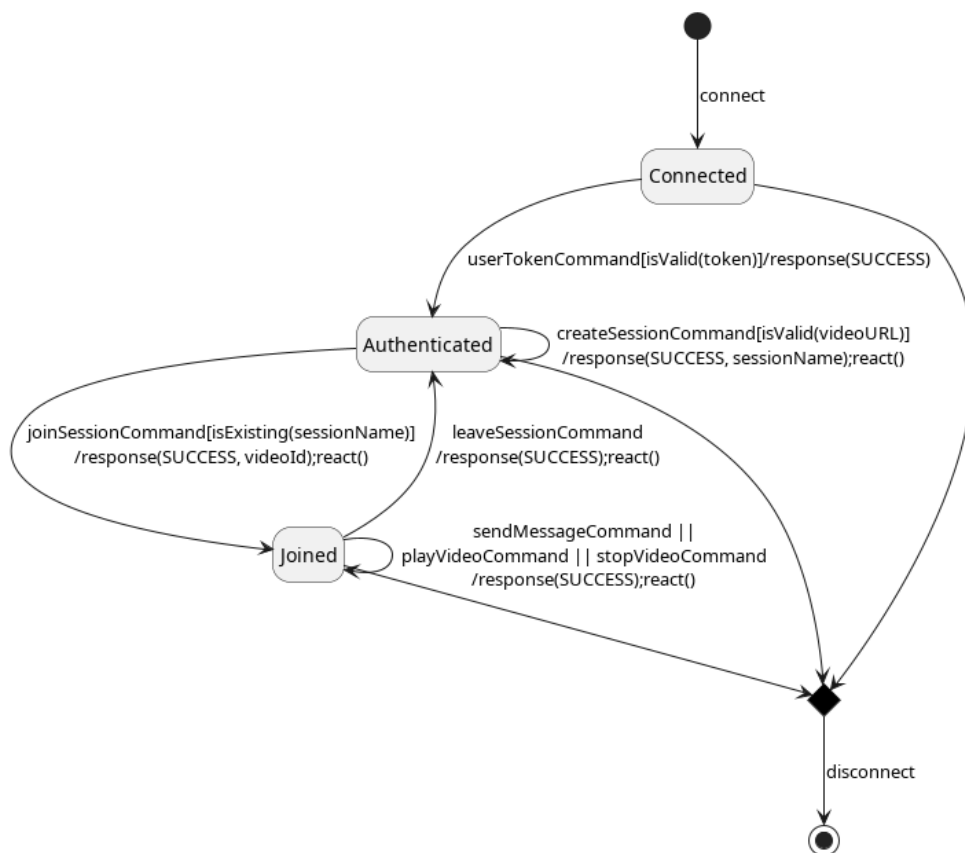 connect
Connected
userTokenCommand[isValid(token)]/response(SUCCESS)
Authenticated
createSessionCommand[isValid(videoURL)]
/response(SUCCESS, sessionName);react()
joinSessionCommand[isExisting(sessionName)]
/response(SUCCESS, videoId);react()
leaveSessionCommand
/response(SUCCESS);react()
Joined
sendMessageCommand ||
playVideoCommand || stopVideoCommand
/response(SUCCESS);react()
disconnect